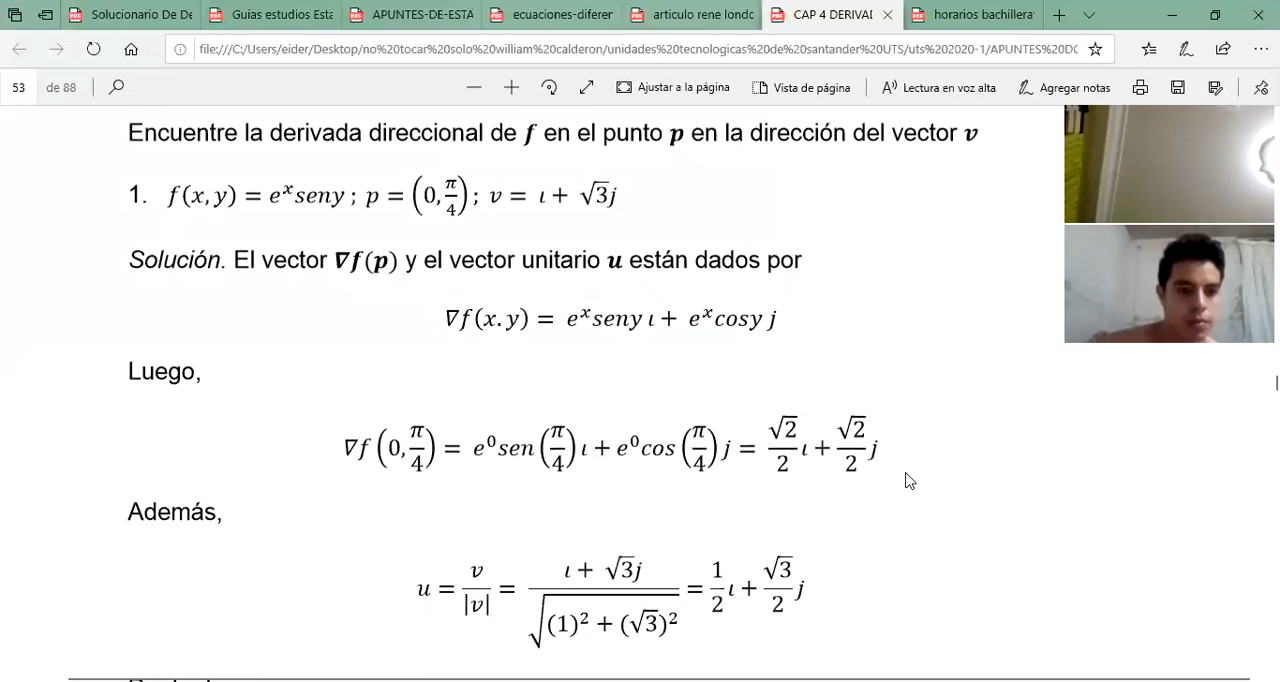 Solucionario De De
Guias estudios Esta
APUNTES-DE-ESTA
ecuaciones-diferen
articulo rene londo
CAP 4 DERIVAI
horarios bachillera
file:///C:/Users/eider/Desktop/no%20tocar%20solo%20william%20calderon/unidades%20tecnologicas%20de%20santander%20UTS/uts%202020-1/APUNTES%20DC
53 de 88
Ajustar a la página
Vista de página
Lectura en voz alta
Agregar notas
Encuentre la derivada direccional de f en el punto p en la dirección del vector v
1. f(x, y) = e^x seny ; p = (0, π/4) ; v = ι + √3j
Solución. El vector ∇f(p) y el vector unitario u están dados por
∇f(x.y) = e^x seny ι + e^x cosy j
Luego,
∇f (0, π/4) = e^0 sen (π/4) ι + e^0 cos (π/4) j = √2/2 ι + √2/2 j
Además,
u = v/|v| = (ι + √3j)/√((1)² + (√3)²) = 1/2 ι + √3/2 j